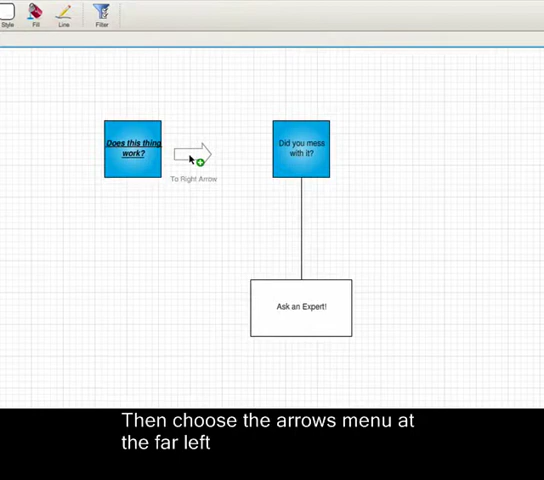 Style
Fill
Line
Filter
Does this thing
work?
Did you mess
with it?
To Right Arrow
Ask an Expert!
Then choose the arrows menu at
the far left